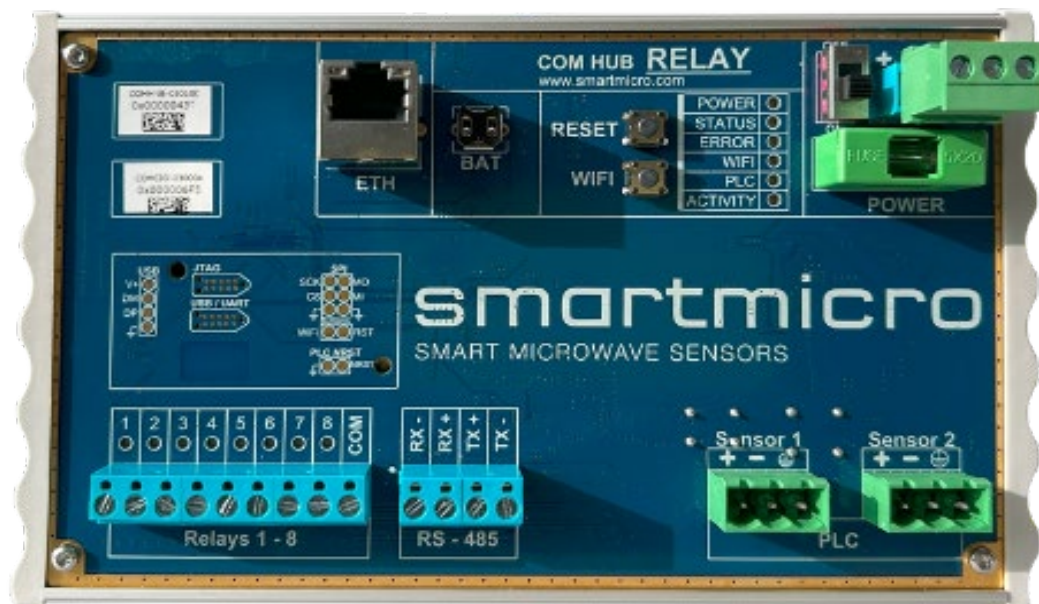 COM HUB RELAY
www.smartmicro.com
ETH
BAT
RESET
WIFI
POWER
STATUS
ERROR
WIFI
PLC
ACTIVITY
+
FUSE 5X20
POWER
USB
V+
DM
DP
JTAG
USB / UART
SPI
SCK MO
CS MI
WIFI RST
PLC NRST
smartmicro
SMART MICROWAVE SENSORS
1 2 3 4 5 6 7 8 COM
Relays 1 - 8
RX - RX + TX + TX -
RS - 485
Sensor 1
+ -
Sensor 2
+ -
PLC